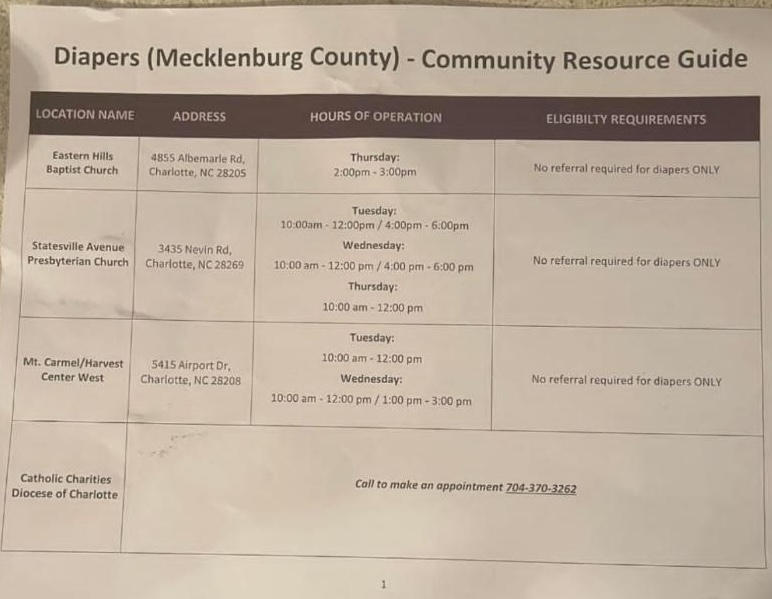 Diapers (Mecklenburg County) - Community Resource Guide
LOCATION NAME ADDRESS HOURS OF OPERATION ELIGIBILTY REQUIREMENTS
Eastern Hills
Baptist Church
4855 Albemarle Rd,
Charlotte, NC 28205
Thursday:
2:00pm - 3:00pm
No referral required for diapers ONLY
Statesville Avenue
Presbyterian Church
3435 Nevin Rd,
Charlotte, NC 28269
Tuesday:
10:00am - 12:00pm / 4:00pm - 6:00pm
Wednesday:
10:00 am - 12:00 pm / 4:00 pm - 6:00 pm
Thursday:
10:00 am - 12:00 pm
No referral required for diapers ONLY
Mt. Carmel/Harvest
Center West
5415 Airport Dr,
Charlotte, NC 28208
Tuesday:
10:00 am - 12:00 pm
Wednesday:
10:00 am - 12:00 pm / 1:00 pm - 3:00 pm
No referral required for diapers ONLY
Catholic Charities
Diocese of Charlotte
Call to make an appointment 704-370-3262
1